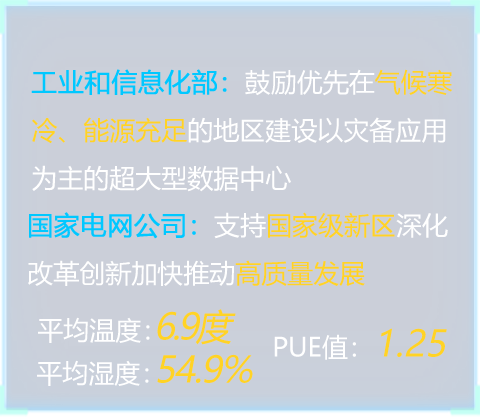 工业和信息化部：鼓励优先在气候寒
冷、能源充足的地区建设以灾备应用
为主的超大型数据中心
国家电网公司：支持国家级新区深化
改革创新加快推动高质量发展
平均温度：6.9度
平均湿度：54.9%
PUE值：1.25